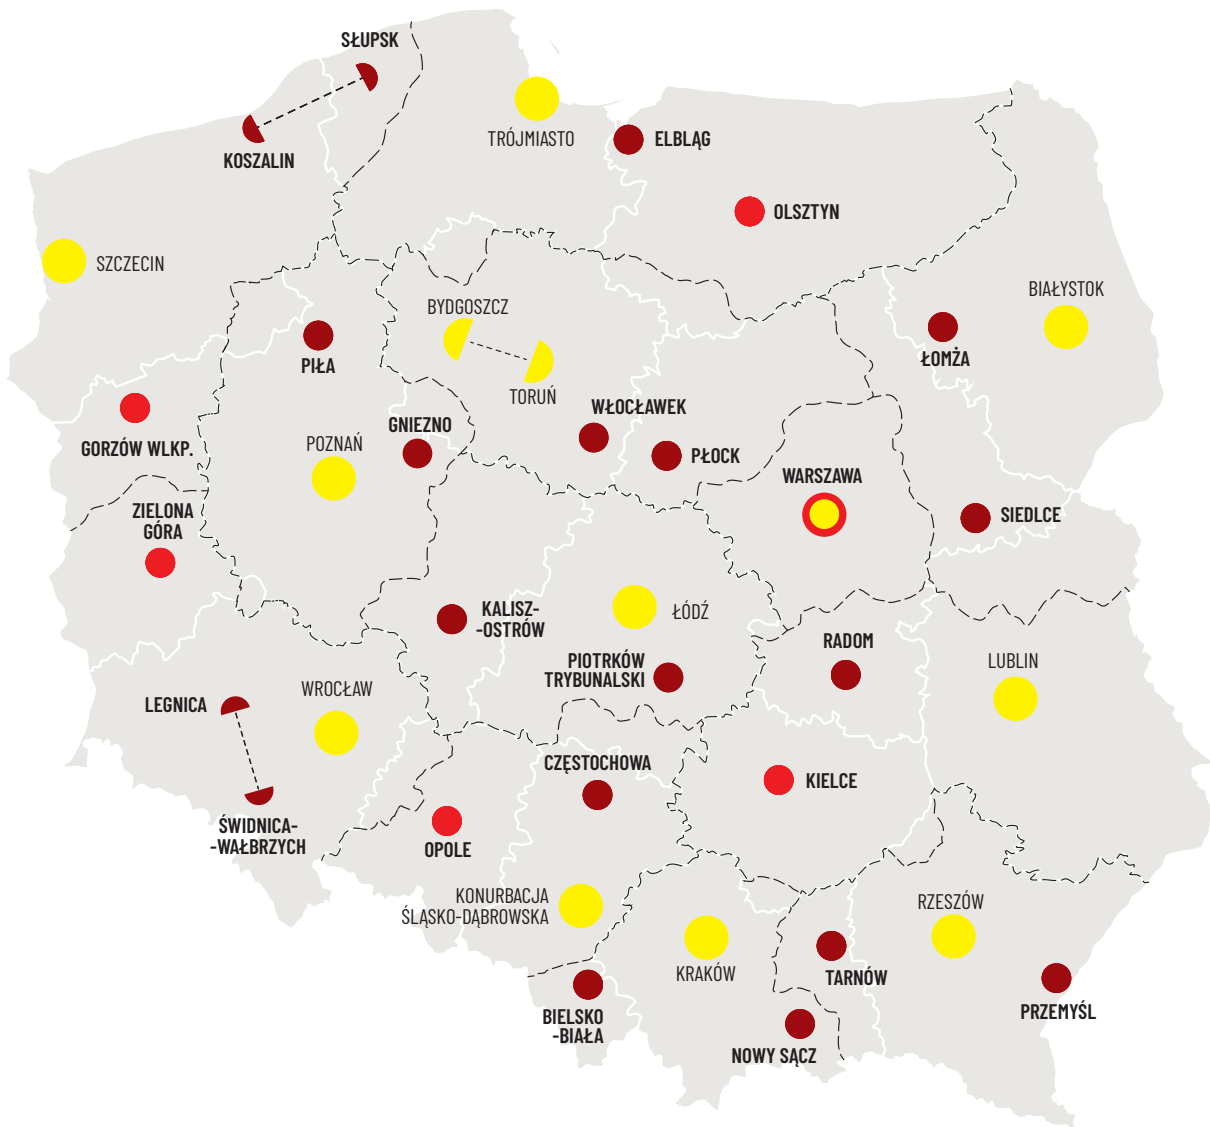 SŁUPSK
KOSZALIN
TRÓJMIASTO
ELBLĄG
OLSZTYN
SZCZECIN
BIAŁYSTOK
BYDGOSZCZ
PIŁA
ŁOMŻA
TORUŃ
WŁOCŁAWEK
GNIEZNO
GORZÓW WLKP.
POZNAŃ
PŁOCK
WARSZAWA
ZIELONA
GÓRA
SIEDLCE
KALISZ-
-OSTRÓW
ŁÓDŹ
RADOM
PIOTRKÓW
TRYBUNALSKI
LUBLIN
WROCŁAW
LEGNICA
CZĘSTOCHOWA
KIELCE
ŚWIDNICA-
-WAŁBRZYCH
OPOLE
KONURBACJA
ŚLĄSKO-DĄBROWSKA
RZESZÓW
KRAKÓW
TARNÓW
PRZEMYŚL
BIELSKO
-BIAŁA
NOWY SĄCZ